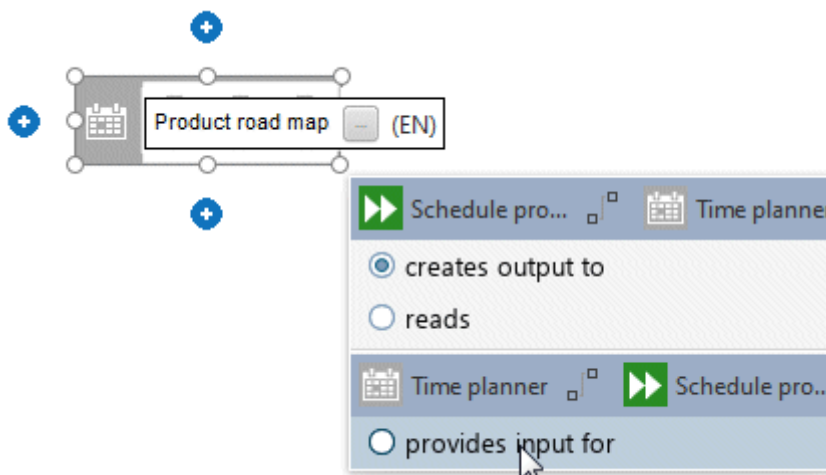 Product road map ... (EN)
Schedule pro... Time planner
creates output to
reads
Time planner Schedule pro...
provides input for